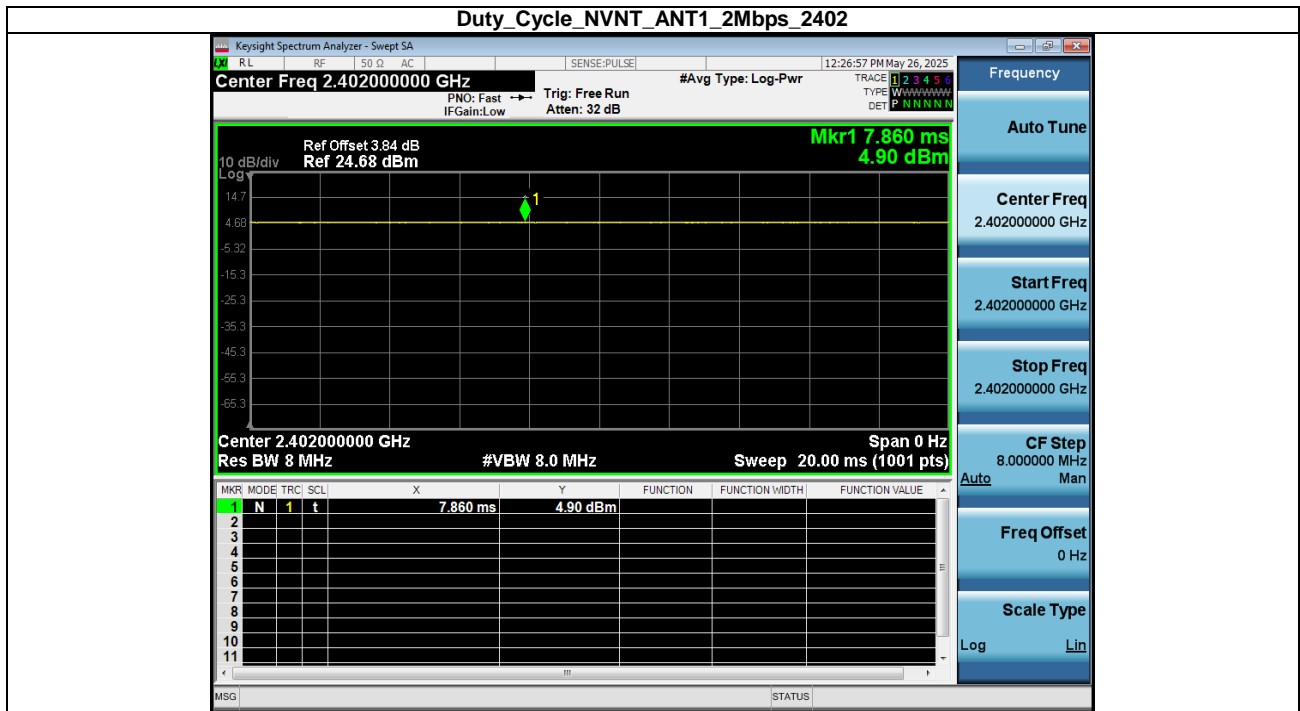 Duty_Cycle_NVNT_ANT1_2Mbps_2402
Keysight Spectrum Analyzer - Swept SA
LXI RL RF 50 Ω AC SENSE:PULSE 12:26:57 PM May 26, 2025
Center Freq 2.402000000 GHz #Avg Type: Log-Pwr TRACE 1 2 3 4 5 6
PNO: Fast Trig: Free Run TYPE WWWWWW
IFGain:Low Atten: 32 dB DET P N N N N N
Mkr1 7.860 ms
4.90 dBm
Ref Offset 3.84 dB
10 dB/div Ref 24.68 dBm
Log
1
14.7
4.68
-5.32
-15.3
-25.3
-35.3
-45.3
-55.3
-65.3
Center 2.402000000 GHz Span 0 Hz
Res BW 8 MHz #VBW 8.0 MHz Sweep 20.00 ms (1001 pts)
MKR MODE TRC SCL X Y FUNCTION FUNCTION WIDTH FUNCTION VALUE
1 N 1 t 7.860 ms 4.90 dBm
2
3
4
5
6
7
8
9
10
11
MSG STATUS
Frequency
Auto Tune
Center Freq
2.402000000 GHz
Start Freq
2.402000000 GHz
Stop Freq
2.402000000 GHz
CF Step
8.000000 MHz
Auto Man
Freq Offset
0 Hz
Scale Type
Log Lin